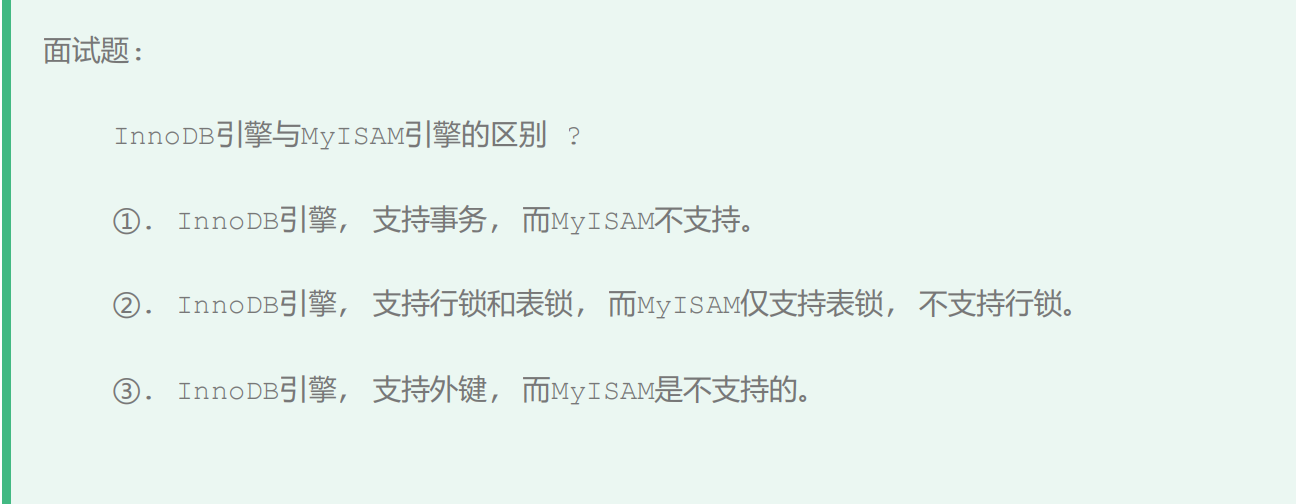 面试题:
InnoDB引擎与MyISAM引擎的区别 ?
①. InnoDB引擎, 支持事务, 而MyISAM不支持。
②. InnoDB引擎, 支持行锁和表锁, 而MyISAM仅支持表锁, 不支持行锁。
③. InnoDB引擎, 支持外键, 而MyISAM是不支持的。